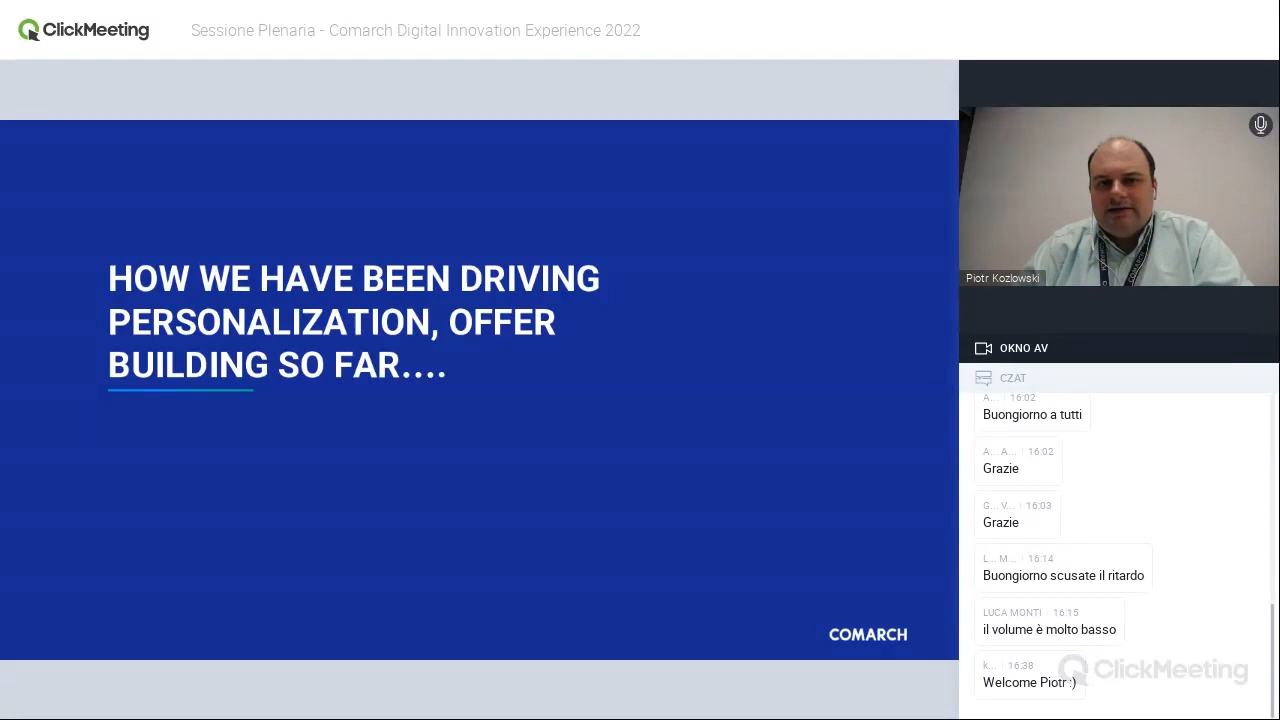 ClickMeeting
Sessione Plenaria - Comarch Digital Innovation Experience 2022
HOW WE HAVE BEEN DRIVING
PERSONALIZATION, OFFER
BUILDING SO FAR....
COMARCH
Piotr Kozlowski
OKNO AV
CZAT
A... 16:02
Buongiorno a tutti
A... A... 16:02
Grazie
G... V... 16:03
Grazie
L... M... 16:14
Buongiorno scusate il ritardo
LUCA MONTI 16:15
il volume è molto basso
k... 16:38
Welcome Piotr :)
ClickMeeting